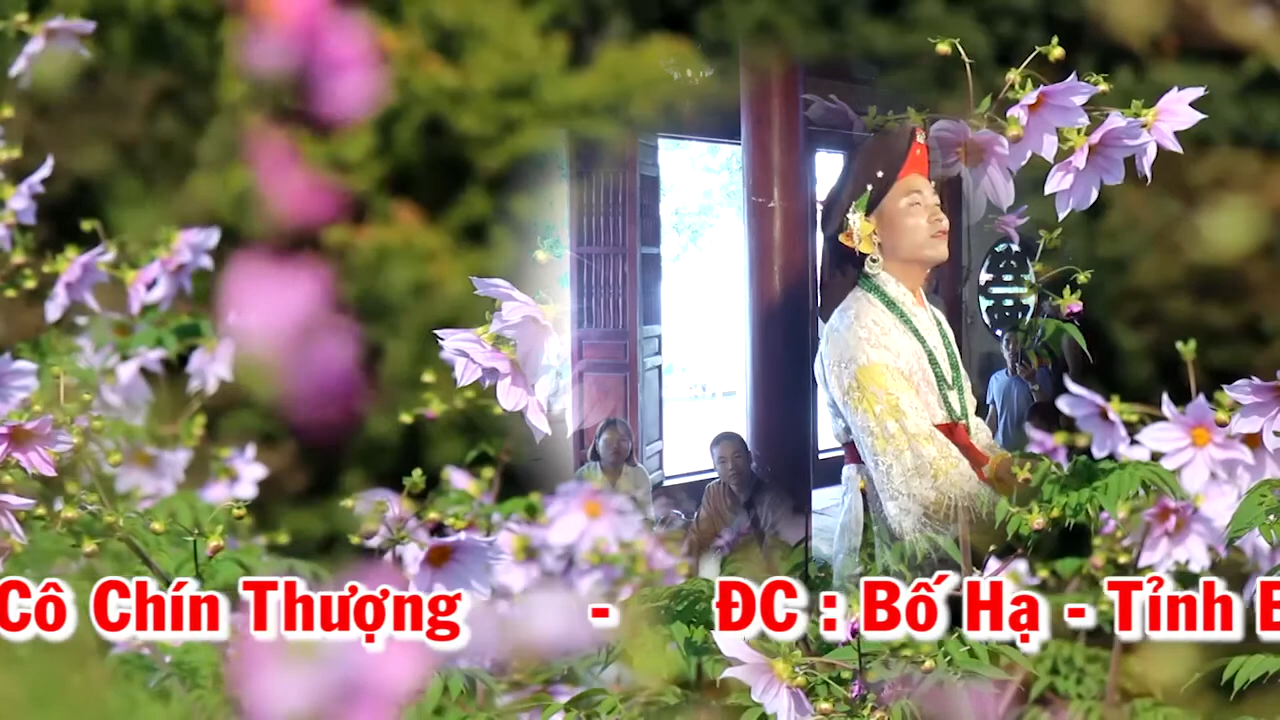 Cô Chín Thượng - ĐC : Bố Hạ - Tỉnh